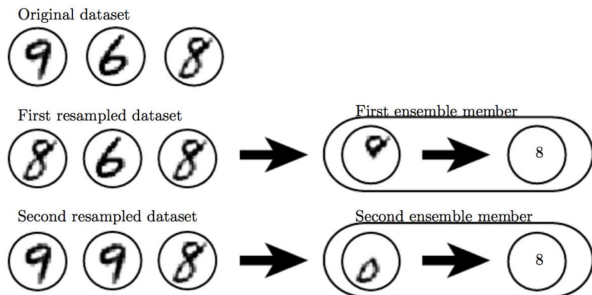 Original dataset
9 6 8
First resampled dataset
First ensemble member
8 6 8
8
Second resampled dataset
Second ensemble member
9 9 8
8